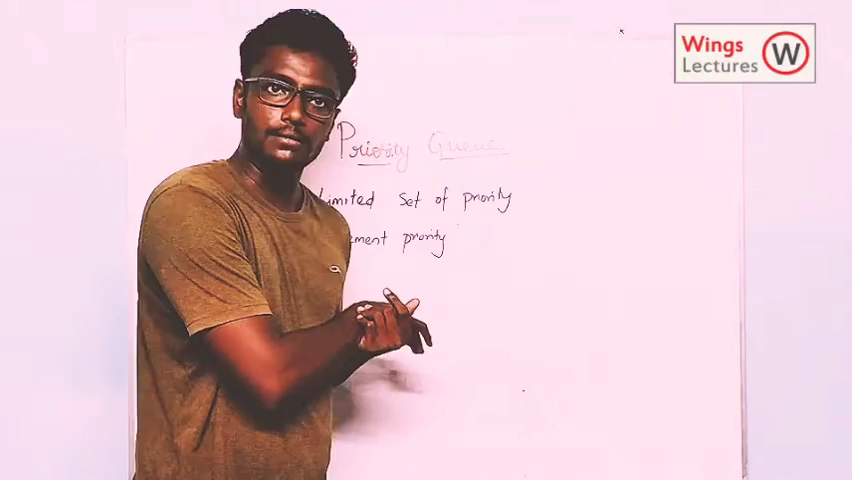 Wings
Lectures
W
Priority Queue
Limited Set of priority
ement priority